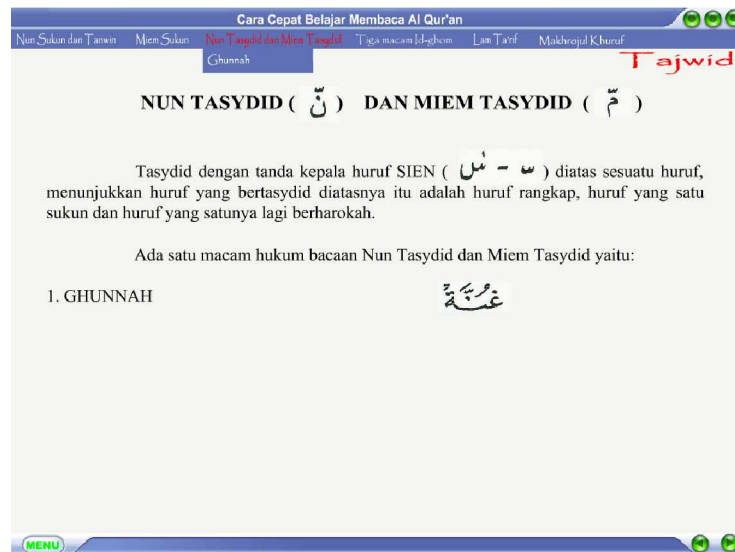 Cara Cepat Belajar Membaca Al Qur'an
Nun Sukun dan Tanwin Miem Sukun Nun Tasydid dan Miem Tasydid Tiga macam Id-ghom Lam Ta'rif Makhrojul Khuruf
Ghunnah
Tajwid
NUN TASYDID ( نّ ) DAN MIEM TASYDID ( مّ )
Tasydid dengan tanda kepala huruf SIEN ( ) diatas sesuatu huruf,
menunjukkan huruf yang bertasydid diatasnya itu adalah huruf rangkap, huruf yang satu
sukun dan huruf yang satunya lagi berharokah.
Ada satu macam hukum bacaan Nun Tasydid dan Miem Tasydid yaitu:
1. GHUNNAH غُنَّةٌ
MENU